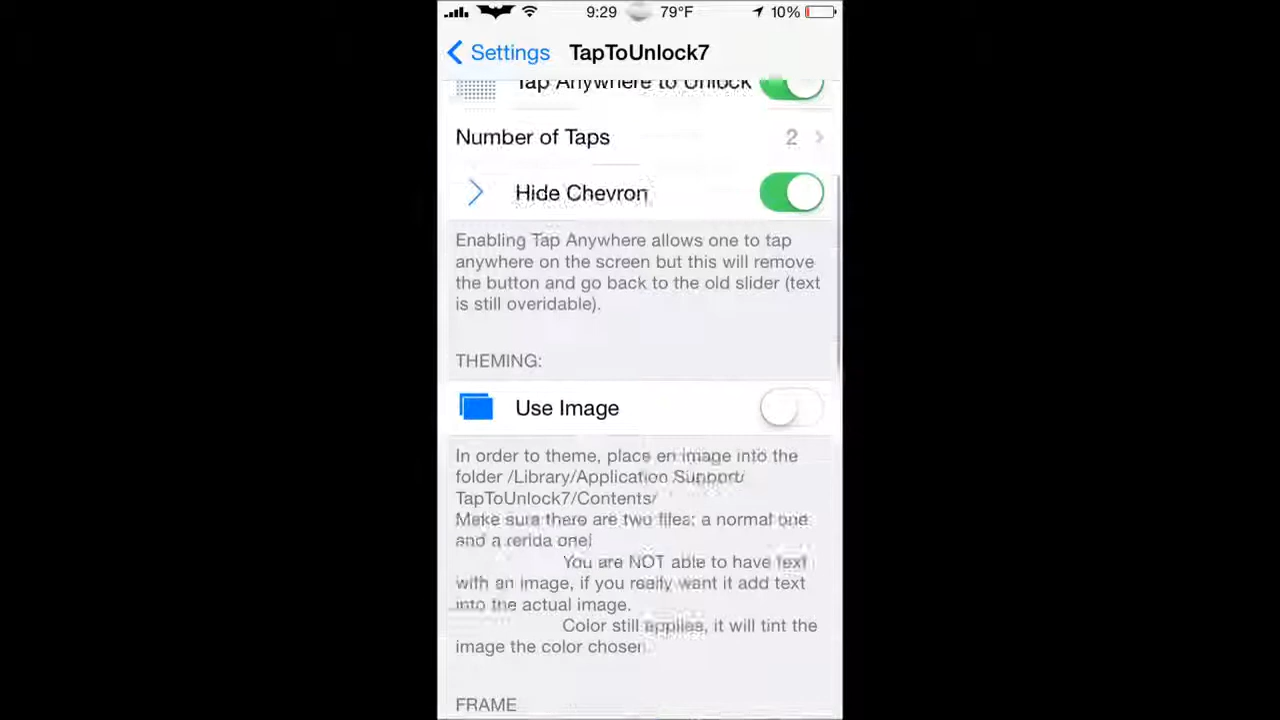 9:29 79°F 10%
Settings TapToUnlock7
Tap Anywhere to Unlock
Number of Taps 2
Hide Chevron
Enabling Tap Anywhere allows one to tap
anywhere on the screen but this will remove
the button and go back to the old slider (text
is still overidable).
THEMING:
Use Image
In order to theme, place en image into the
folder /Library/Application Support/
TapToUnlock7/Contents/
Make sure there are two files: a normal one
and a retina one!
You are NOT able to have text
with an image, if you really want it add text
into the actual image.
Color still applies, it will tint the
image the color chosen.
FRAME